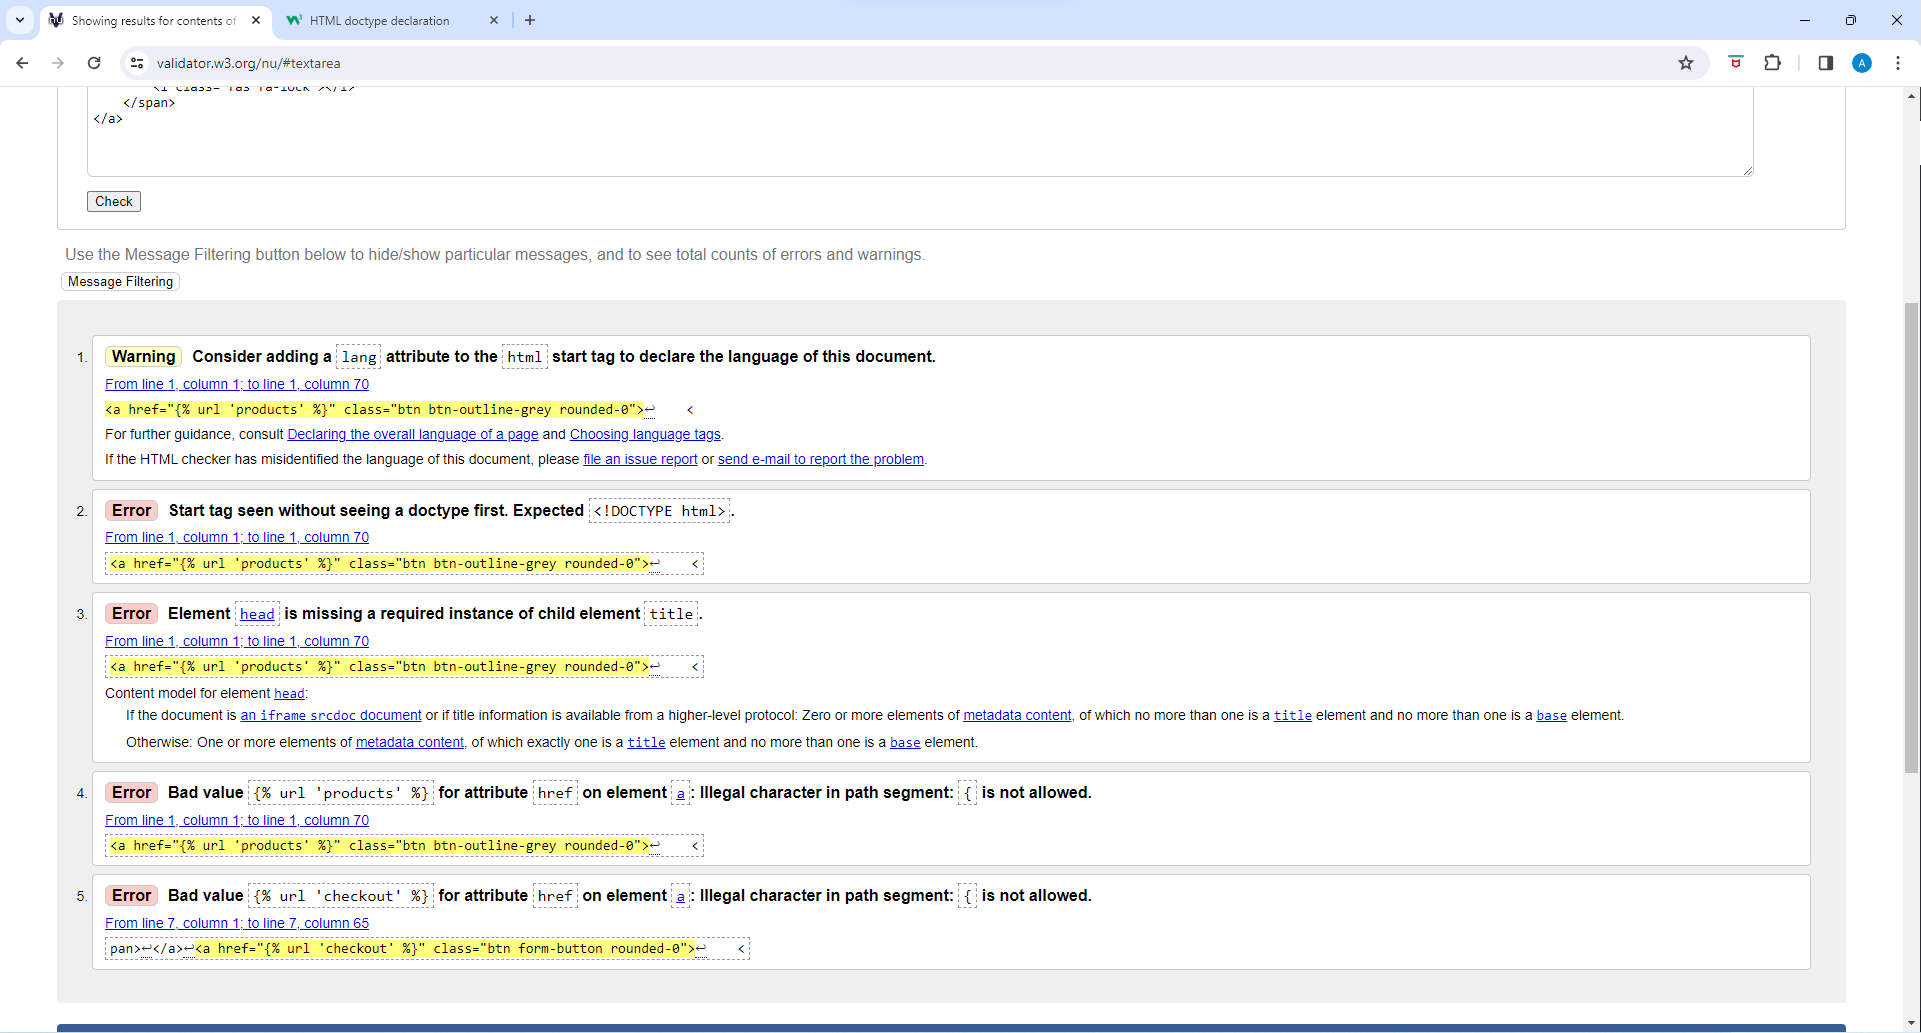 Showing results for contents of
HTML doctype declaration
validator.w3.org/nu/#textarea
A
<i class="fas fa-lock"></i>
</span>
</a>
Check
Use the Message Filtering button below to hide/show particular messages, and to see total counts of errors and warnings.
Message Filtering
1. Warning Consider adding a lang attribute to the html start tag to declare the language of this document.
From line 1, column 1; to line 1, column 70
<a href="{% url 'products' %}" class="btn btn-outline-grey rounded-0">↩ <
For further guidance, consult Declaring the overall language of a page and Choosing language tags.
If the HTML checker has misidentified the language of this document, please file an issue report or send e-mail to report the problem.
2. Error Start tag seen without seeing a doctype first. Expected <!DOCTYPE html>.
From line 1, column 1; to line 1, column 70
<a href="{% url 'products' %}" class="btn btn-outline-grey rounded-0">↩ <
3. Error Element head is missing a required instance of child element title.
From line 1, column 1; to line 1, column 70
<a href="{% url 'products' %}" class="btn btn-outline-grey rounded-0">↩ <
Content model for element head:
If the document is an iframe srcdoc document or if title information is available from a higher-level protocol: Zero or more elements of metadata content, of which no more than one is a title element and no more than one is a base element.
Otherwise: One or more elements of metadata content, of which exactly one is a title element and no more than one is a base element.
4. Error Bad value {% url 'products' %} for attribute href on element a: Illegal character in path segment: { is not allowed.
From line 1, column 1; to line 1, column 70
<a href="{% url 'products' %}" class="btn btn-outline-grey rounded-0">↩ <
5. Error Bad value {% url 'checkout' %} for attribute href on element a: Illegal character in path segment: { is not allowed.
From line 7, column 1; to line 7, column 65
pan>↩</a>↩<a href="{% url 'checkout' %}" class="btn form-button rounded-0">↩ <